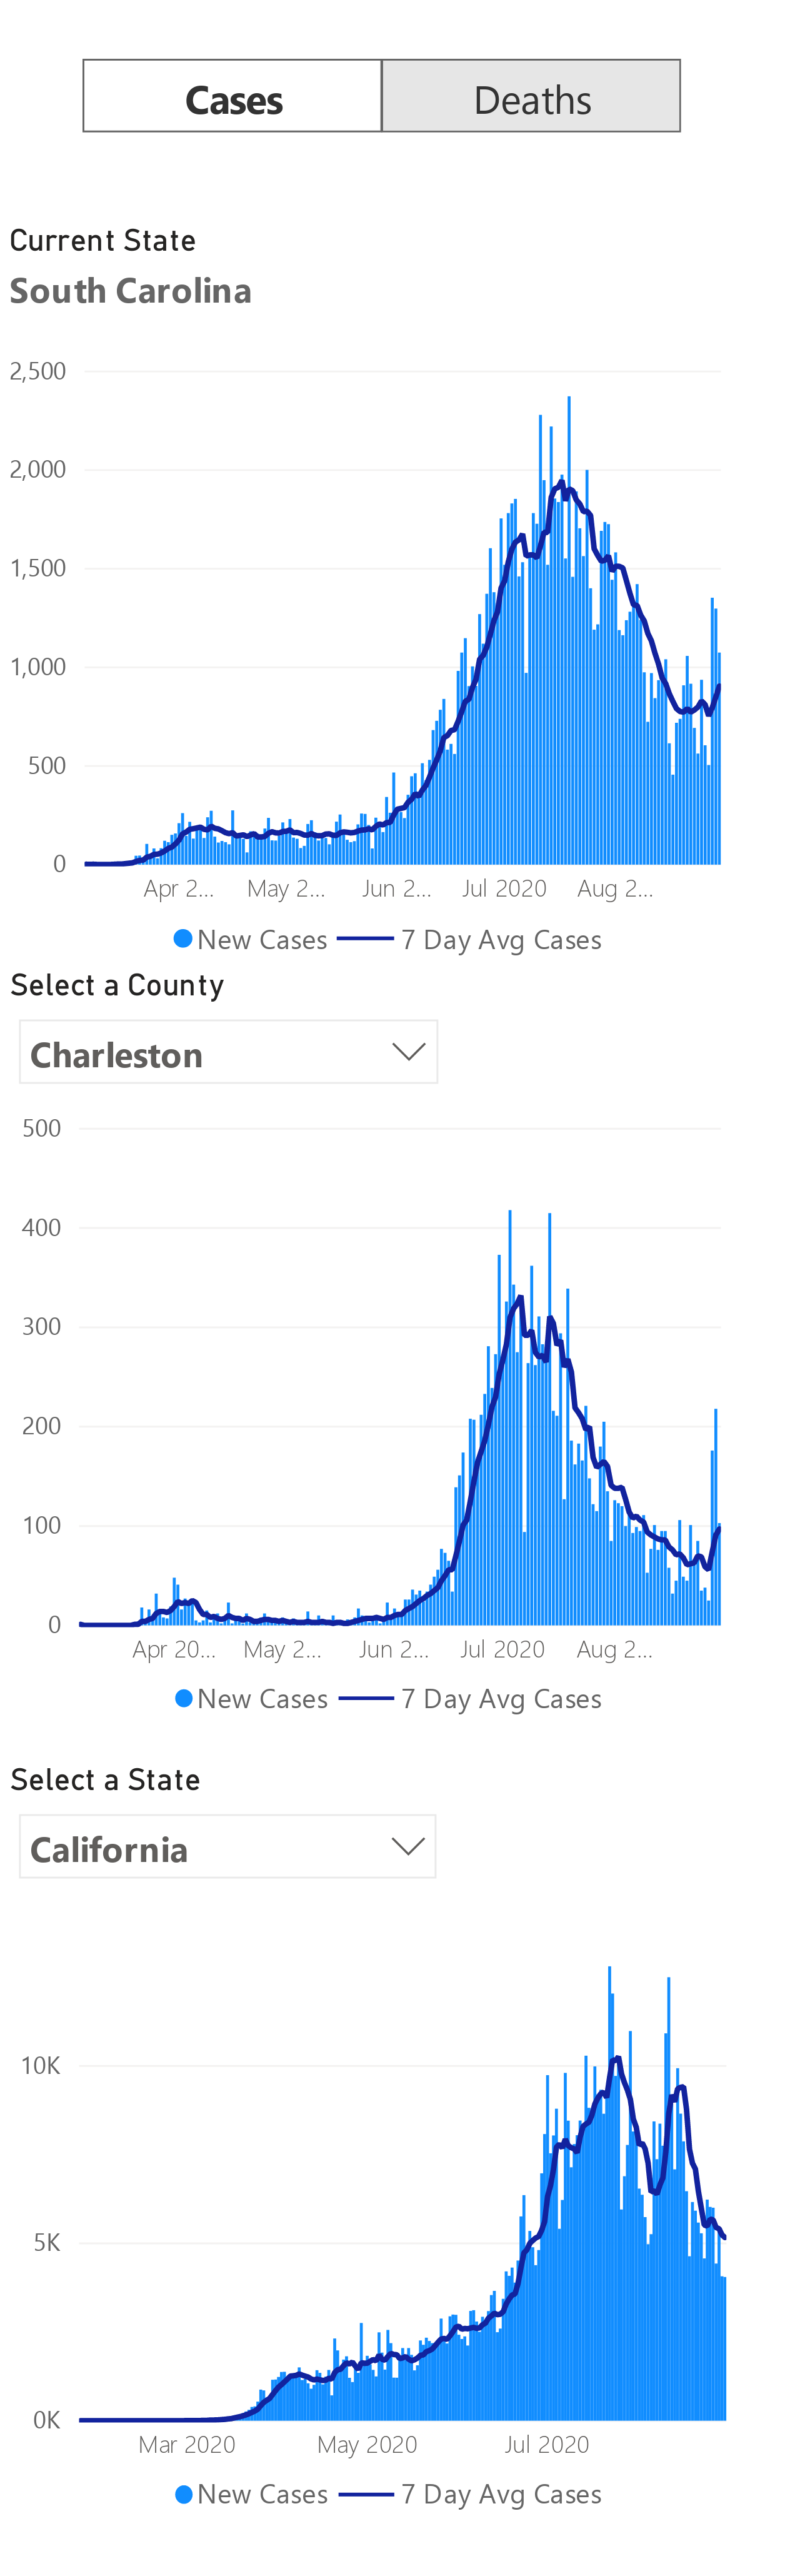 Cases Deaths
Current State
South Carolina
2,500
2,000
1,500
1,000
500
0
Apr 2... May 2... Jun 2... Jul 2020 Aug 2...
New Cases 7 Day Avg Cases
Select a County
Charleston
500
400
300
200
100
0
Apr 20... May 2... Jun 2... Jul 2020 Aug 2...
New Cases 7 Day Avg Cases
Select a State
California
10K
5K
0K
Mar 2020 May 2020 Jul 2020
New Cases 7 Day Avg Cases